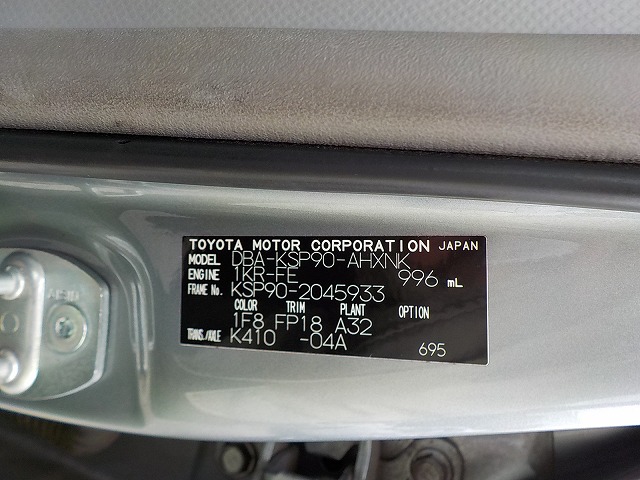 TOYOTA MOTOR CORPORATION JAPAN
MODEL DBA-KSP90-AHXNK
ENGINE 1KR-FE 996 mL
FRAME No. KSP90-2045933
COLOR TRIM PLANT OPTION
1F8 FP18 A32
TRANS./AXLE K410 -04A
695